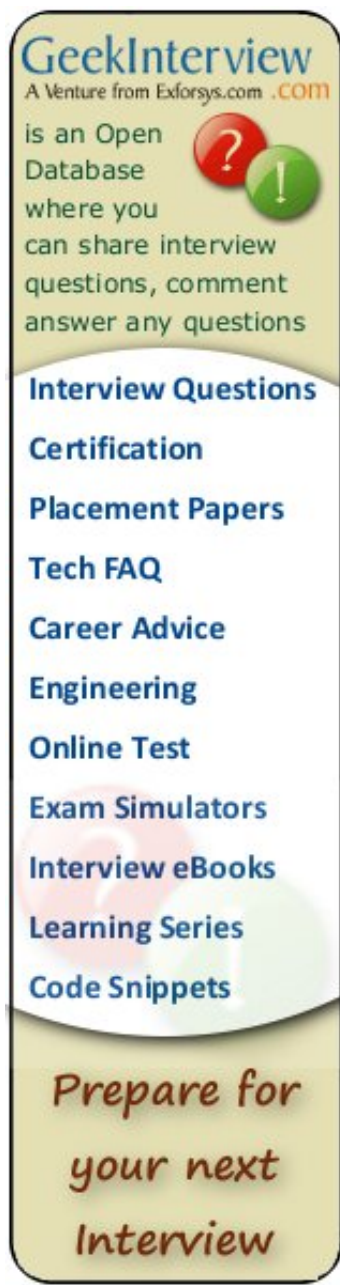 GeekInterview
A Venture from Exforsys.com .COM
is an Open
? !
Database
where you
can share interview
questions, comment
answer any questions
Interview Questions
Certification
Placement Papers
Tech FAQ
Career Advice
Engineering
Online Test
Exam Simulators
Interview eBooks
Learning Series
Code Snippets
Prepare for
your next
Interview